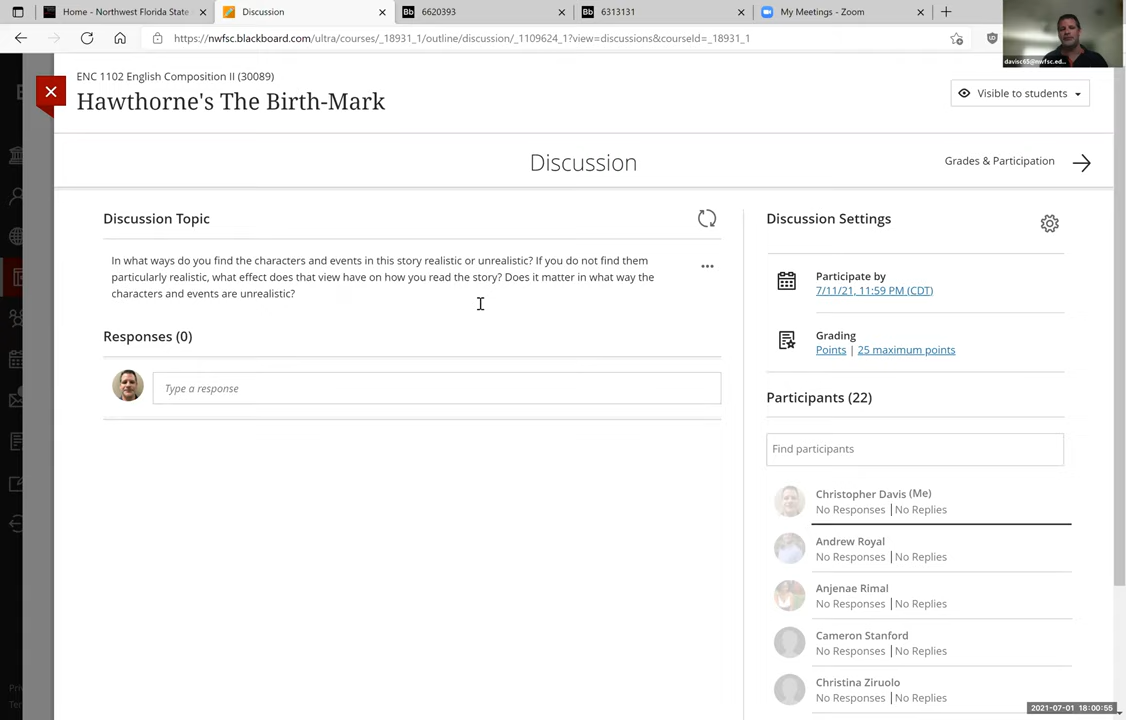 Home - Northwest Florida State
Discussion
Bb 6620393
Bb 6313131
My Meetings - Zoom
https://nwfsc.blackboard.com/ultra/courses/_18931_1/outline/discussion/_1109624_1?view=discussions&courseId=_18931_1
davisc65@nwfsc.ed...
ENC 1102 English Composition II (30089)
Hawthorne's The Birth-Mark
Visible to students
Discussion
Grades & Participation
Discussion Topic
In what ways do you find the characters and events in this story realistic or unrealistic? If you do not find them
particularly realistic, what effect does that view have on how you read the story? Does it matter in what way the
characters and events are unrealistic?
Responses (0)
Type a response
Discussion Settings
Participate by
7/11/21, 11:59 PM (CDT)
Grading
Points | 25 maximum points
Participants (22)
Find participants
Christopher Davis (Me)
No Responses | No Replies
Andrew Royal
No Responses | No Replies
Anjenae Rimal
No Responses | No Replies
Cameron Stanford
No Responses | No Replies
Christina Ziruolo
No Responses | No Replies
2021-07-01 18:00:55